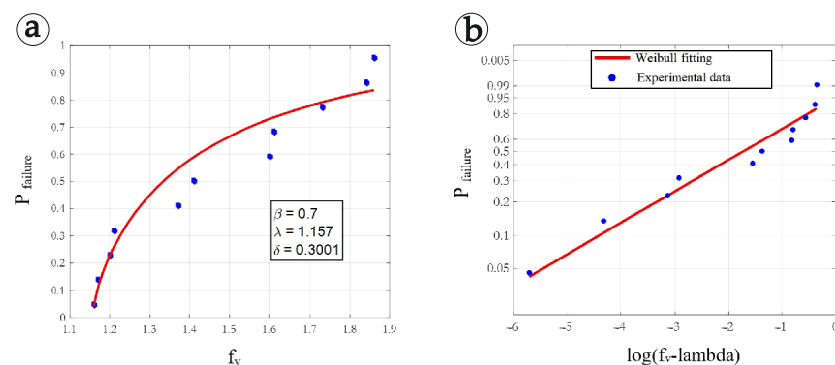 a
1
0.9
0.8
0.7
0.6
0.5
0.4
0.3
0.2
0.1
0
P failure
β = 0.7
λ = 1.157
δ = 0.3001
1.1 1.2 1.3 1.4 1.5 1.6 1.7 1.8 1.9
fv
b
0.005
0.99
0.95
0.8
0.6
0.4
0.3
0.2
0.1
0.05
P failure
Weibull fitting
Experimental data
-6 -5 -4 -3 -2 -1 0
log(fv-lambda)